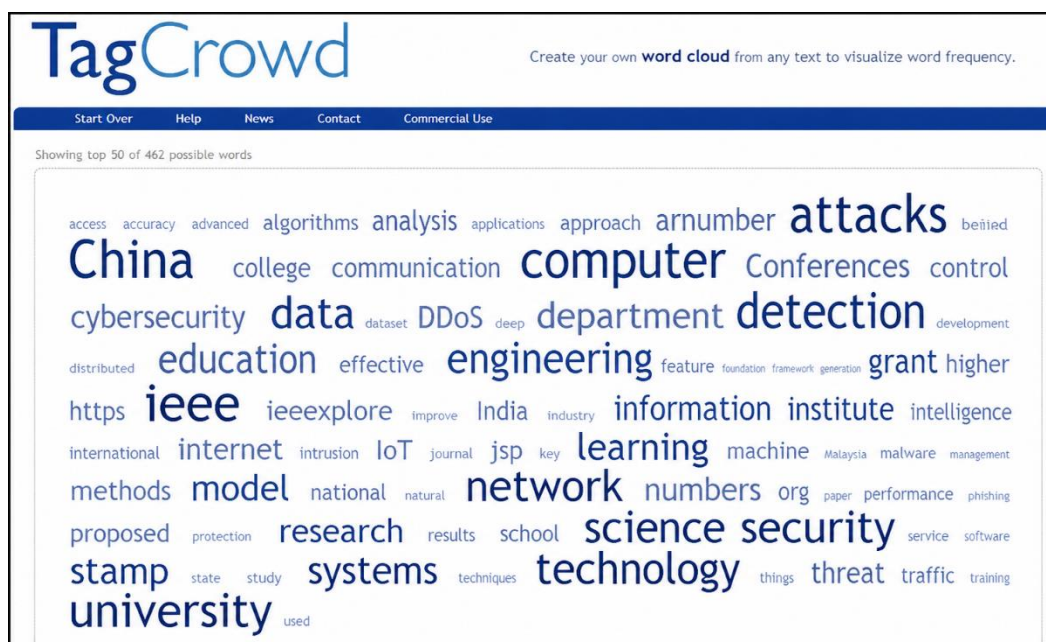 TagCrowd
Create your own word cloud from any text to visualize word frequency.
Start Over Help News Contact Commercial Use
Showing top 50 of 462 possible words
access accuracy advanced algorithms analysis applications approach arnumber attacks
China college communication computer Conferences control
cybersecurity data dataset DDoS deep department detection development
distributed education effective engineering feature foundation framework generation grant higher
https ieee ieeexplore improve India industry information institute intelligence
international internet intrusion IoT journal jsp key learning machine Malaysia malware management
methods model national natural network numbers org paper performance phishing
proposed protection research results school science security service software
stamp state study systems techniques technology things threat traffic training
university used